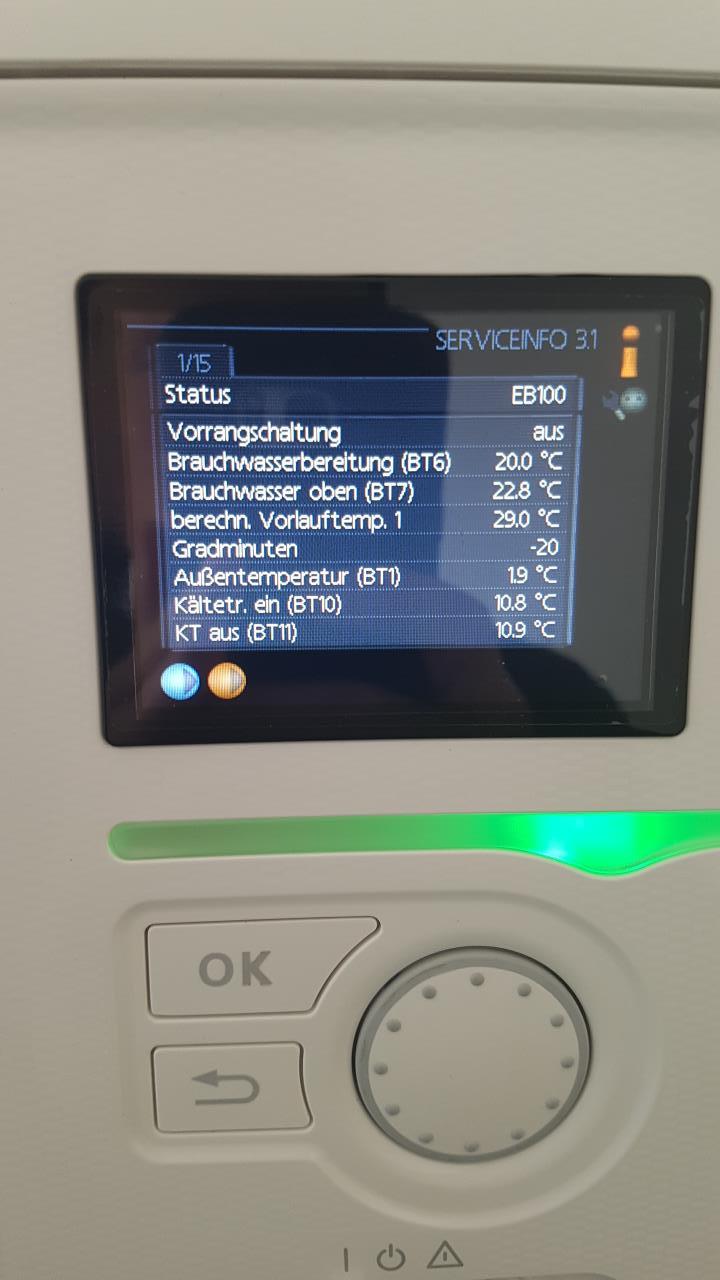 SERVICEINFO 3.1
1/15
Status EB100
Vorrangschaltung aus
Brauchwasserbereitung (BT6) 20.0 °C
Brauchwasser oben (BT7) 22.8 °C
berechn. Vorlauftemp. 1 29.0 °C
Gradminuten -20
Außentemperatur (BT1) 1.9 °C
Kältetr. ein (BT10) 10.8 °C
KT aus (BT11) 10.9 °C
OK